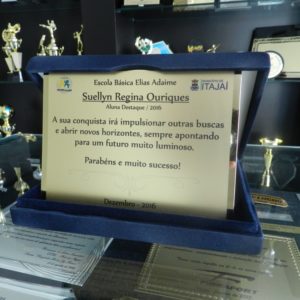 Escola Básica Elias Adaime
Suellyn Regina Ouriques
Aluna Destaque / 2016
ITAJAÍ
A sua conquista irá impulsionar outras buscas
e abrir novos horizontes, sempre apontando
para um futuro muito luminoso.
Parabéns e muito sucesso!
Dezembro - 2016